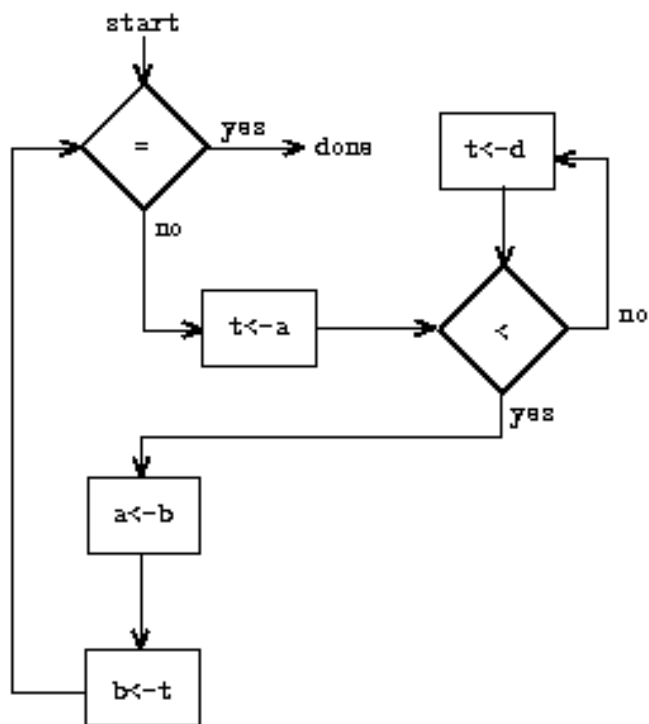 start
=
yes
done
no
t<-d
t<-a
<
no
yes
a<-b
b<-t